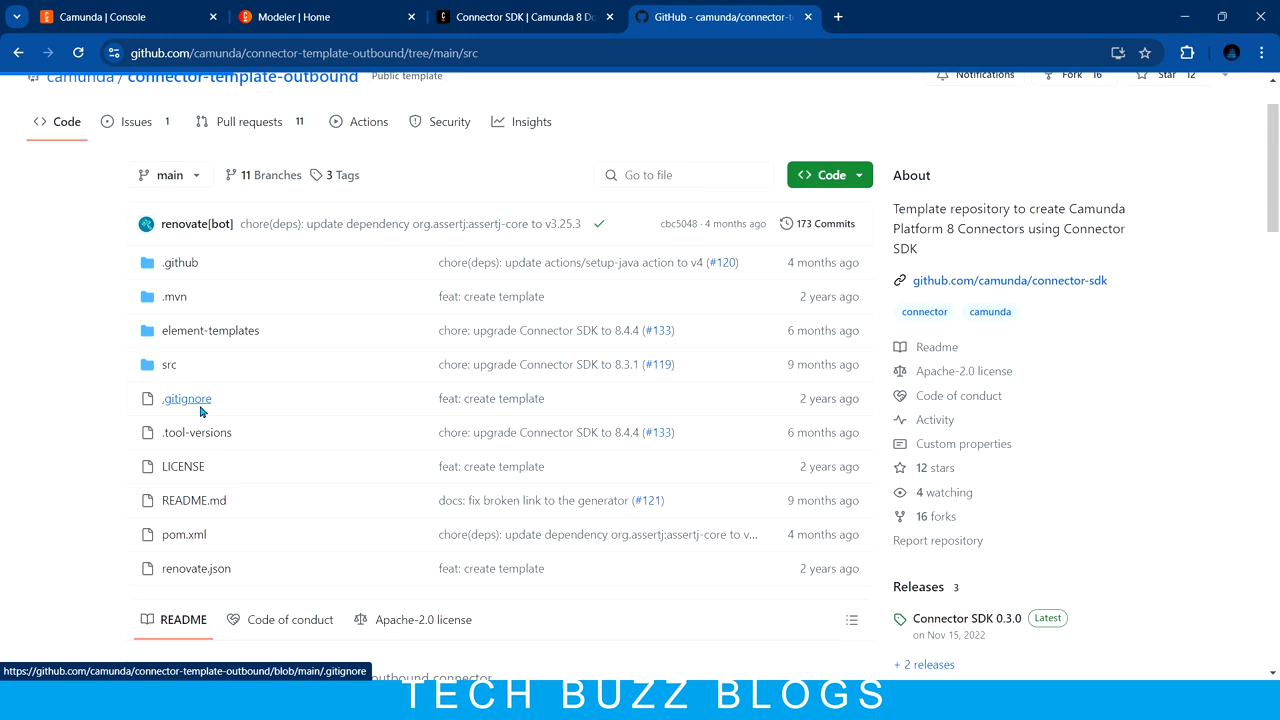 Camunda | Console
Modeler | Home
Connector SDK | Camunda 8 Do
GitHub - camunda/connector-t
github.com/camunda/connector-template-outbound/tree/main/src
camunda / connector-template-outbound Public template
Notifications Fork 16 Star 12
Code Issues 1 Pull requests 11 Actions Security Insights
main 11 Branches 3 Tags Go to file Code
renovate[bot] chore(deps): update dependency org.assertj:assertj-core to v3.25.3 cbc5048 · 4 months ago 173 Commits
.github chore(deps): update actions/setup-java action to v4 (#120) 4 months ago
.mvn feat: create template 2 years ago
element-templates chore: upgrade Connector SDK to 8.4.4 (#133) 6 months ago
src chore: upgrade Connector SDK to 8.3.1 (#119) 9 months ago
.gitignore feat: create template 2 years ago
.tool-versions chore: upgrade Connector SDK to 8.4.4 (#133) 6 months ago
LICENSE feat: create template 2 years ago
README.md docs: fix broken link to the generator (#121) 9 months ago
pom.xml chore(deps): update dependency org.assertj:assertj-core to v... 4 months ago
renovate.json feat: create template 2 years ago
README Code of conduct Apache-2.0 license
About
Template repository to create Camunda
Platform 8 Connectors using Connector
SDK
github.com/camunda/connector-sdk
connector camunda
Readme
Apache-2.0 license
Code of conduct
Activity
Custom properties
12 stars
4 watching
16 forks
Report repository
Releases 3
Connector SDK 0.3.0 Latest
on Nov 15, 2022
+ 2 releases
https://github.com/camunda/connector-template-outbound/blob/main/.gitignore
outbound connector
TECH BUZZ BLOGS